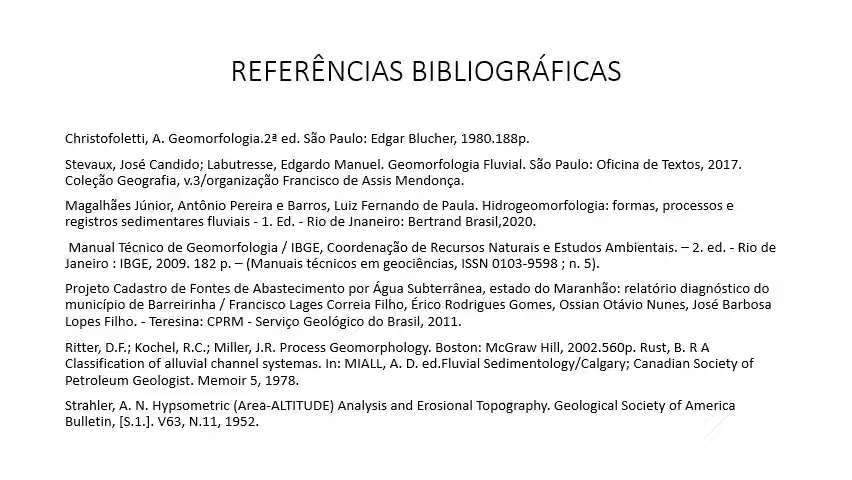 REFERÊNCIAS BIBLIOGRÁFICAS
Christofoletti, A. Geomorfologia.2ª ed. São Paulo: Edgar Blucher, 1980.188p.
Stevaux, José Candido; Labutresse, Edgardo Manuel. Geomorfologia Fluvial. São Paulo: Oficina de Textos, 2017.
Coleção Geografia, v.3/organização Francisco de Assis Mendonça.
Magalhães Júnior, Antônio Pereira e Barros, Luiz Fernando de Paula. Hidrogeomorfologia: formas, processos e
registros sedimentares fluviais - 1. Ed. - Rio de Jnaneiro: Bertrand Brasil,2020.
Manual Técnico de Geomorfologia / IBGE, Coordenação de Recursos Naturais e Estudos Ambientais. – 2. ed. - Rio de
Janeiro : IBGE, 2009. 182 p. – (Manuais técnicos em geociências, ISSN 0103-9598 ; n. 5).
Projeto Cadastro de Fontes de Abastecimento por Água Subterrânea, estado do Maranhão: relatório diagnóstico do
município de Barreirinha / Francisco Lages Correia Filho, Érico Rodrigues Gomes, Ossian Otávio Nunes, José Barbosa
Lopes Filho. - Teresina: CPRM - Serviço Geológico do Brasil, 2011.
Ritter, D.F.; Kochel, R.C.; Miller, J.R. Process Geomorphology. Boston: McGraw Hill, 2002.560p. Rust, B. R A
Classification of alluvial channel systemas. In: MIALL, A. D. ed.Fluvial Sedimentology/Calgary; Canadian Society of
Petroleum Geologist. Memoir 5, 1978.
Strahler, A. N. Hypsometric (Area-ALTITUDE) Analysis and Erosional Topography. Geological Society of America
Bulletin, [S.1.]. V63, N.11, 1952.